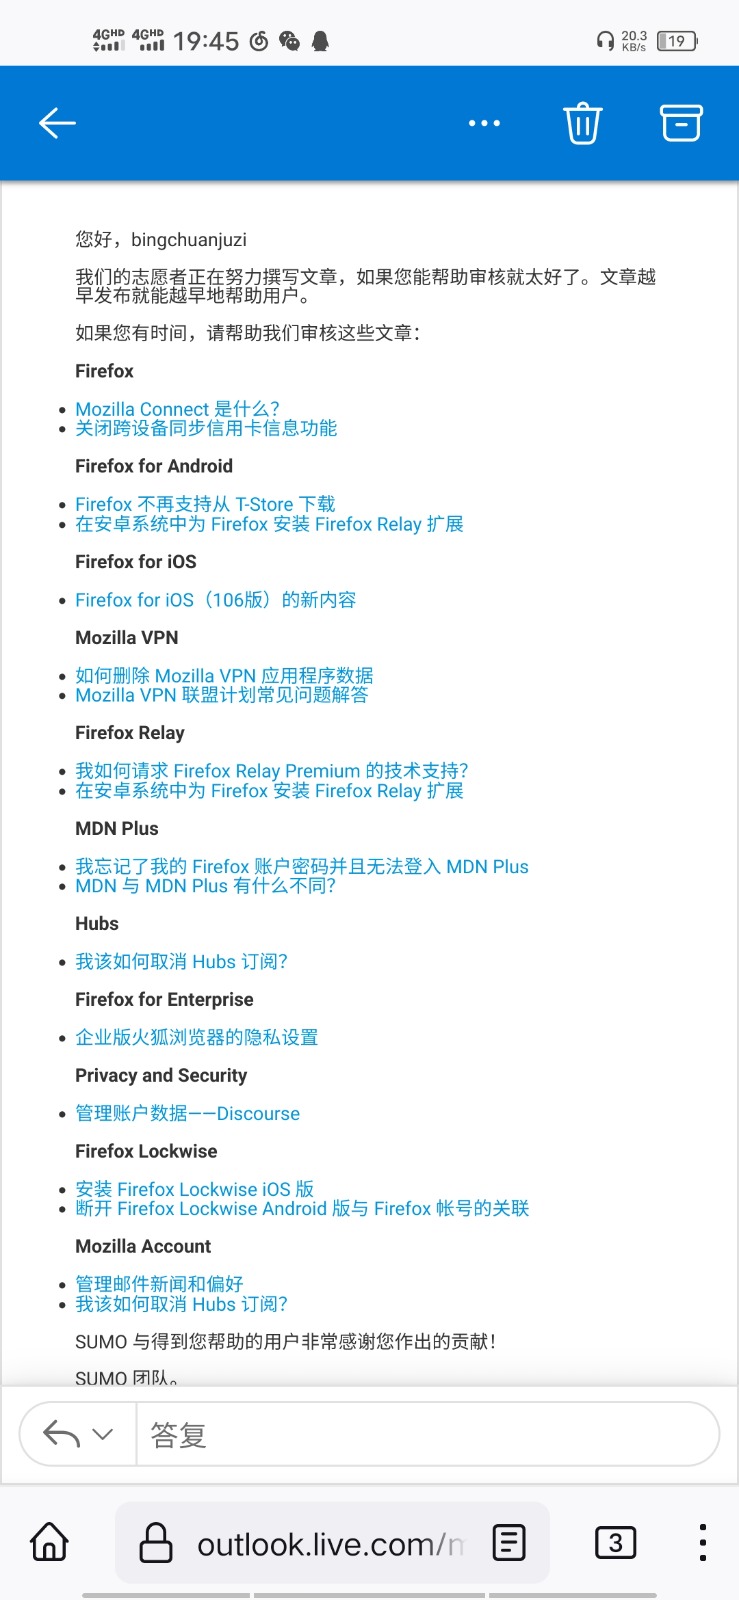 4GHD 4GHD 19:45 20.3 KB/s 19
您好，bingchuanjuzi
我们的志愿者正在努力撰写文章，如果您能帮助审核就太好了。文章越
早发布就能越早地帮助用户。
如果您有时间，请帮助我们审核这些文章：
Firefox
Mozilla Connect 是什么？
关闭跨设备同步信用卡信息功能
Firefox for Android
Firefox 不再支持从 T-Store 下载
在安卓系统中为 Firefox 安装 Firefox Relay 扩展
Firefox for iOS
Firefox for iOS（106版）的新内容
Mozilla VPN
如何删除 Mozilla VPN 应用程序数据
Mozilla VPN 联盟计划常见问题解答
Firefox Relay
我如何请求 Firefox Relay Premium 的技术支持？
在安卓系统中为 Firefox 安装 Firefox Relay 扩展
MDN Plus
我忘记了我的 Firefox 账户密码并且无法登入 MDN Plus
MDN 与 MDN Plus 有什么不同？
Hubs
我该如何取消 Hubs 订阅？
Firefox for Enterprise
企业版火狐浏览器的隐私设置
Privacy and Security
管理账户数据——Discourse
Firefox Lockwise
安装 Firefox Lockwise iOS 版
断开 Firefox Lockwise Android 版与 Firefox 帐号的关联
Mozilla Account
管理邮件新闻和偏好
我该如何取消 Hubs 订阅？
SUMO 与得到您帮助的用户非常感谢您作出的贡献！
SUMO 团队。
答复
outlook.live.com/m
3